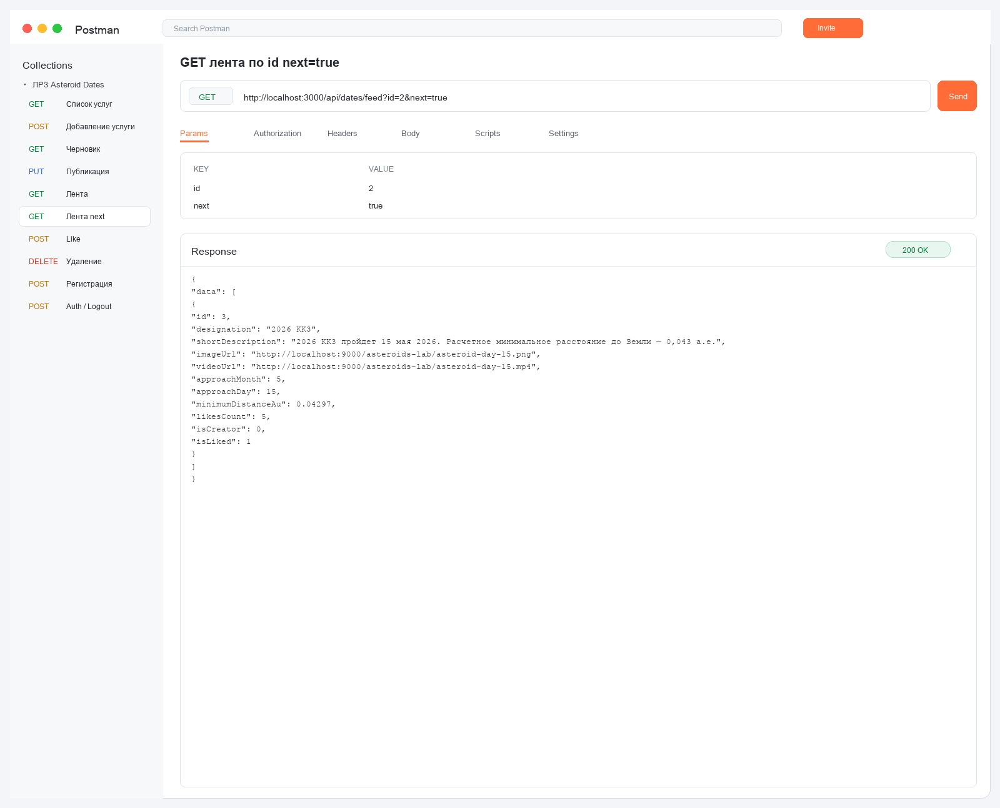 Postman
Search Postman
Invite
Collections
ЛР3 Asteroid Dates
GET Список услуг
POST Добавление услуги
GET Черновик
PUT Публикация
GET Лента
GET Лента next
POST Like
DELETE Удаление
POST Регистрация
POST Auth / Logout
GET лента по id next=true
GET http://localhost:3000/api/dates/feed?id=2&next=true
Send
Params Authorization Headers Body Scripts Settings
KEY VALUE
id 2
next true
Response
200 OK
{
"data": [
{
"id": 3,
"designation": "2026 KK3",
"shortDescription": "2026 KK3 пройдет 15 мая 2026. Расчетное минимальное расстояние до Земли — 0,043 а.е.",
"imageUrl": "http://localhost:9000/asteroids-lab/asteroid-day-15.png",
"videoUrl": "http://localhost:9000/asteroids-lab/asteroid-day-15.mp4",
"approachMonth": 5,
"approachDay": 15,
"minimumDistanceAu": 0.04297,
"likesCount": 5,
"isCreator": 0,
"isLiked": 1
}
]
}